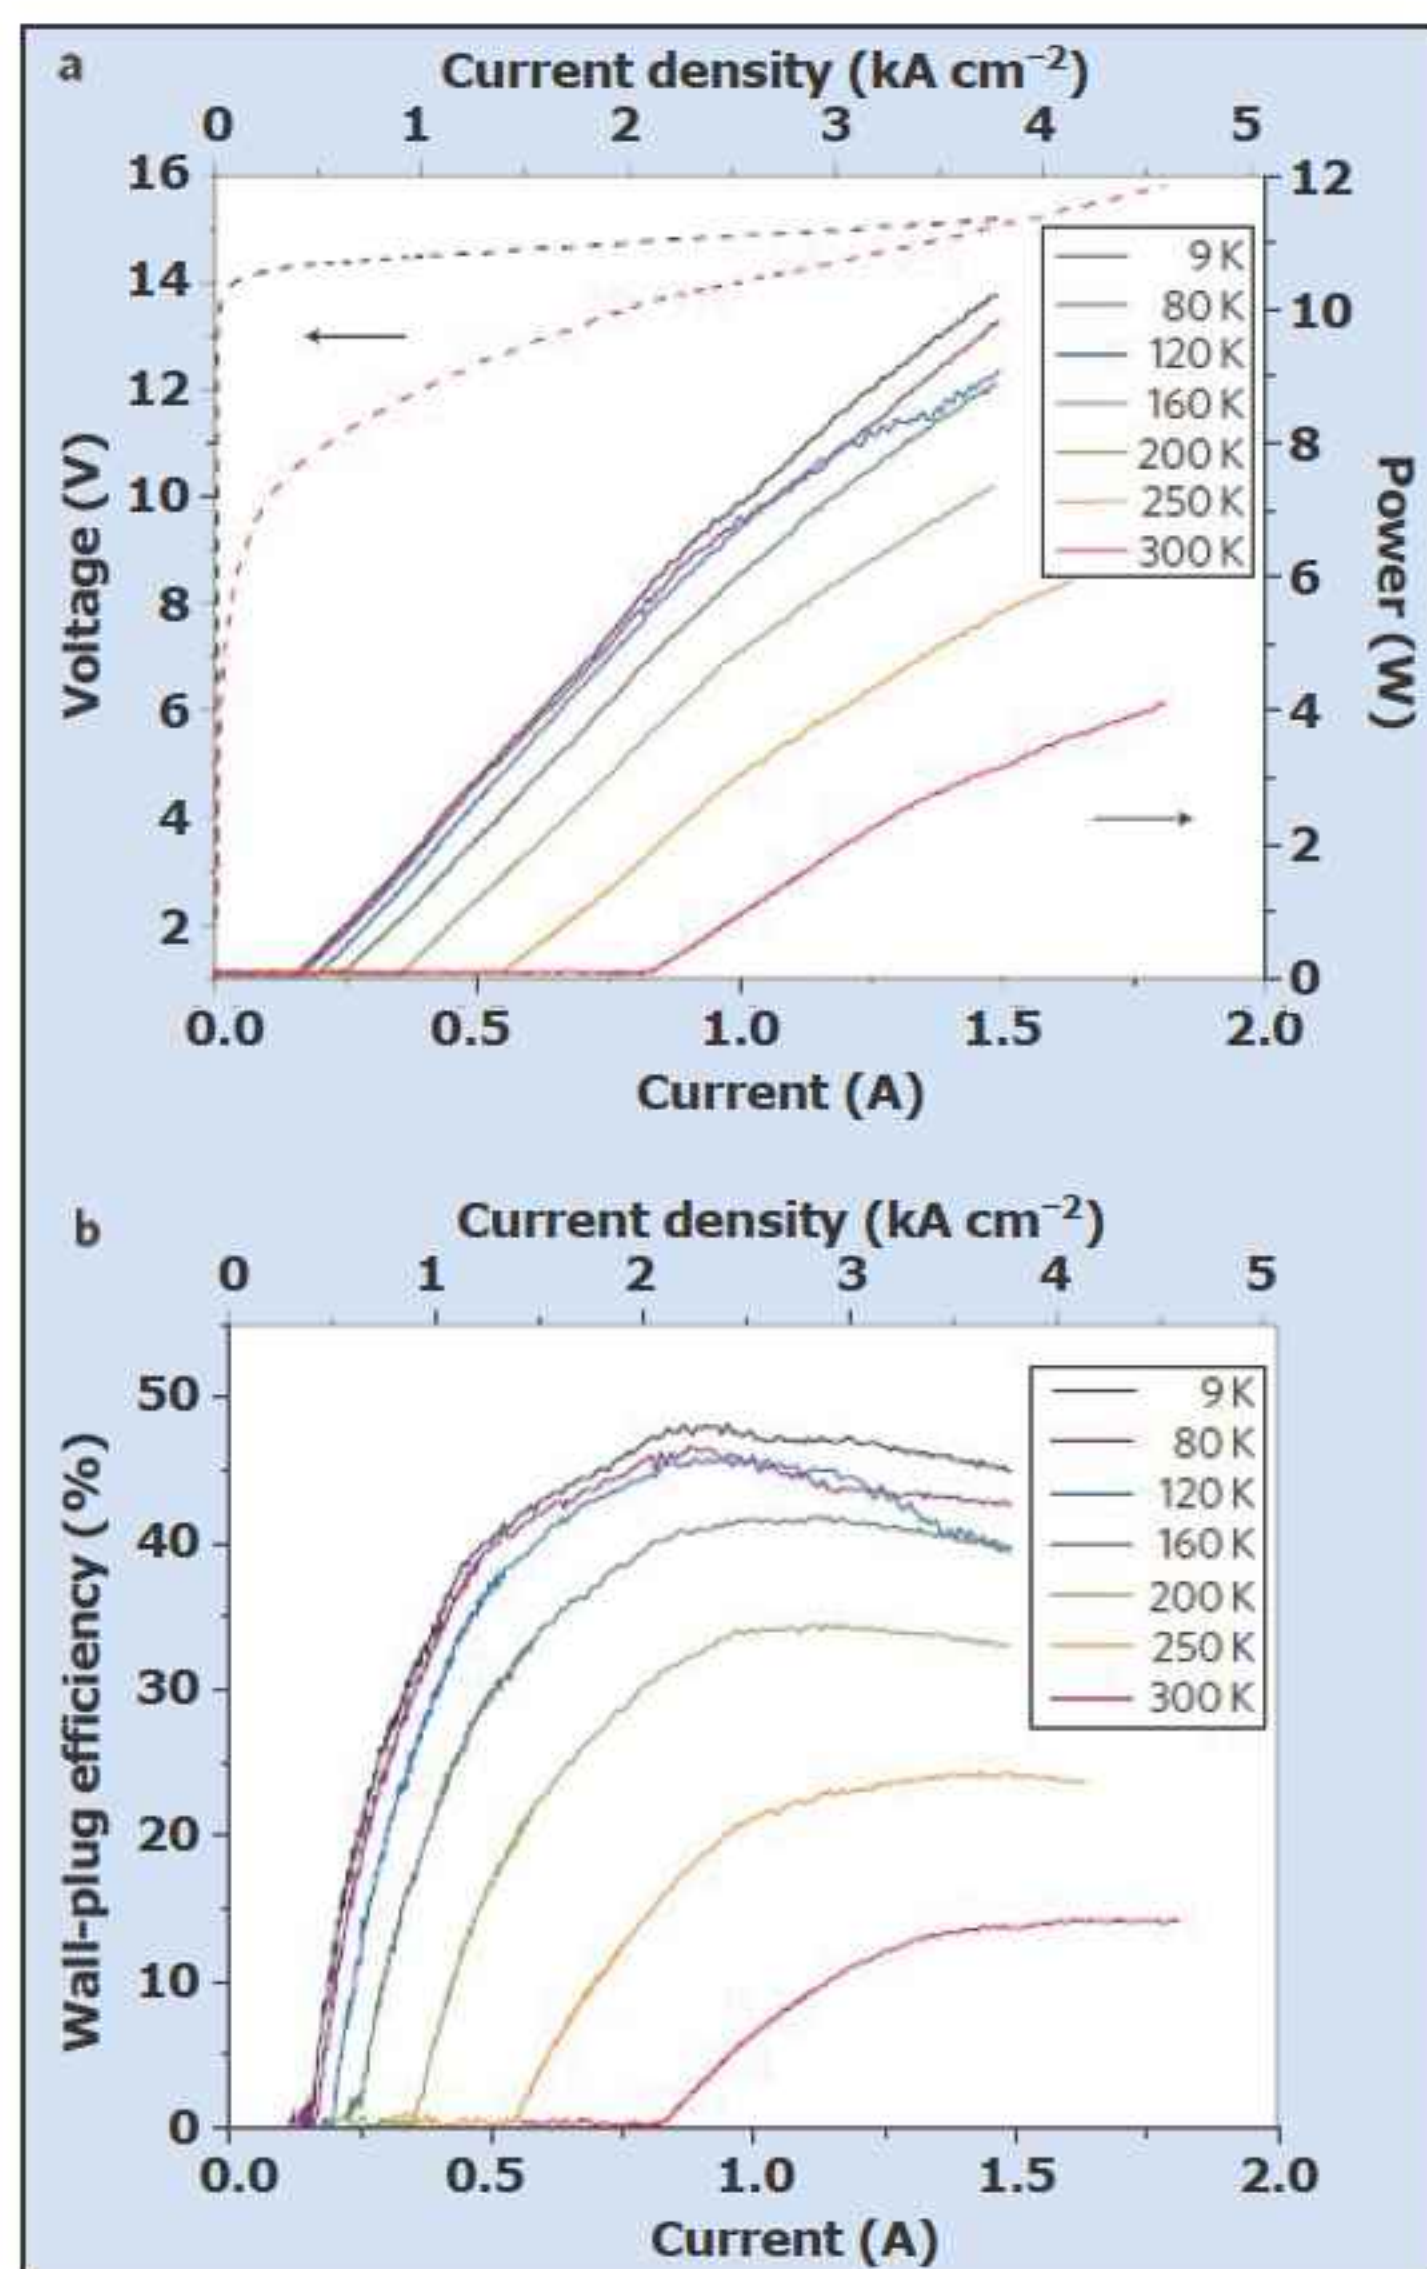 a
Current density (kA cm⁻²)
0 1 2 3 4 5
16 14 12 10 8 6 4 2
Voltage (V)
12 10 8 6 4 2 0
Power (W)
9 K
80 K
120 K
160 K
200 K
250 K
300 K
0.0 0.5 1.0 1.5 2.0
Current (A)
b
Current density (kA cm⁻²)
0 1 2 3 4 5
50 40 30 20 10 0
Wall-plug efficiency (%)
9 K
80 K
120 K
160 K
200 K
250 K
300 K
0.0 0.5 1.0 1.5 2.0
Current (A)